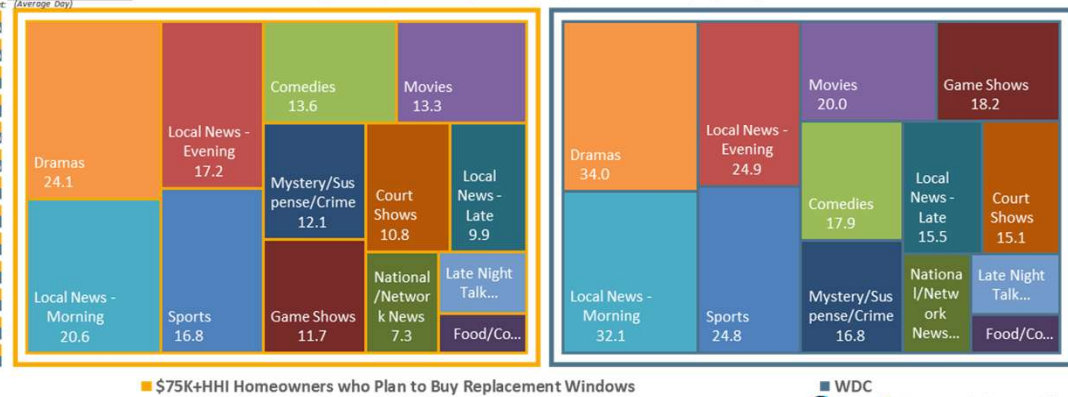 (Average Day)
Dramas
24.1
Local News -
Morning
20.6
Local News -
Evening
17.2
Sports
16.8
Comedies
13.6
Movies
13.3
Mystery/Sus
pense/Crime
12.1
Game Shows
11.7
Court
Shows
10.8
Local
News -
Late
9.9
National
/Networ
k News
7.3
Late Night
Talk...
Food/Co...
Dramas
34.0
Local News -
Morning
32.1
Local News -
Evening
24.9
Sports
24.8
Movies
20.0
Game Shows
18.2
Comedies
17.9
Mystery/Sus
pense/Crime
16.8
Local
News -
Late
15.5
Court
Shows
15.1
Nationa
l/Netw
ork
News...
Late Night
Talk...
Food/Co...
$75K+HHI Homeowners who Plan to Buy Replacement Windows
WDC